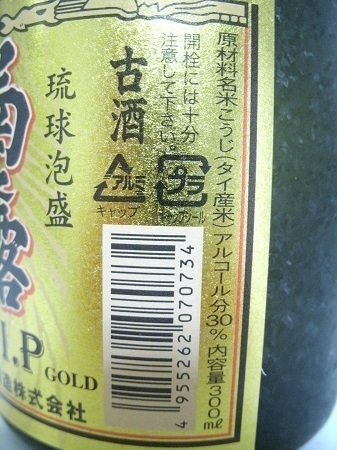 原材料名米こうじ(タイ産米)アルコール分30%内容量300㎖
開栓には十分
注意して下さい。
古酒
琉球泡盛
露
アルミ
キャップ
プラ
キャップシール
4 955262 070734
I.P GOLD
造株式会社